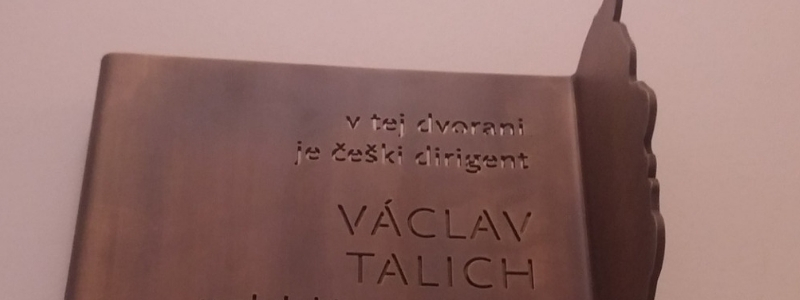 v tej dvorani
je češki dirigent
VÁCLAV
TALICH